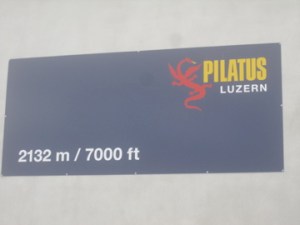 PILATUS
LUZERN
2132 m / 7000 ft